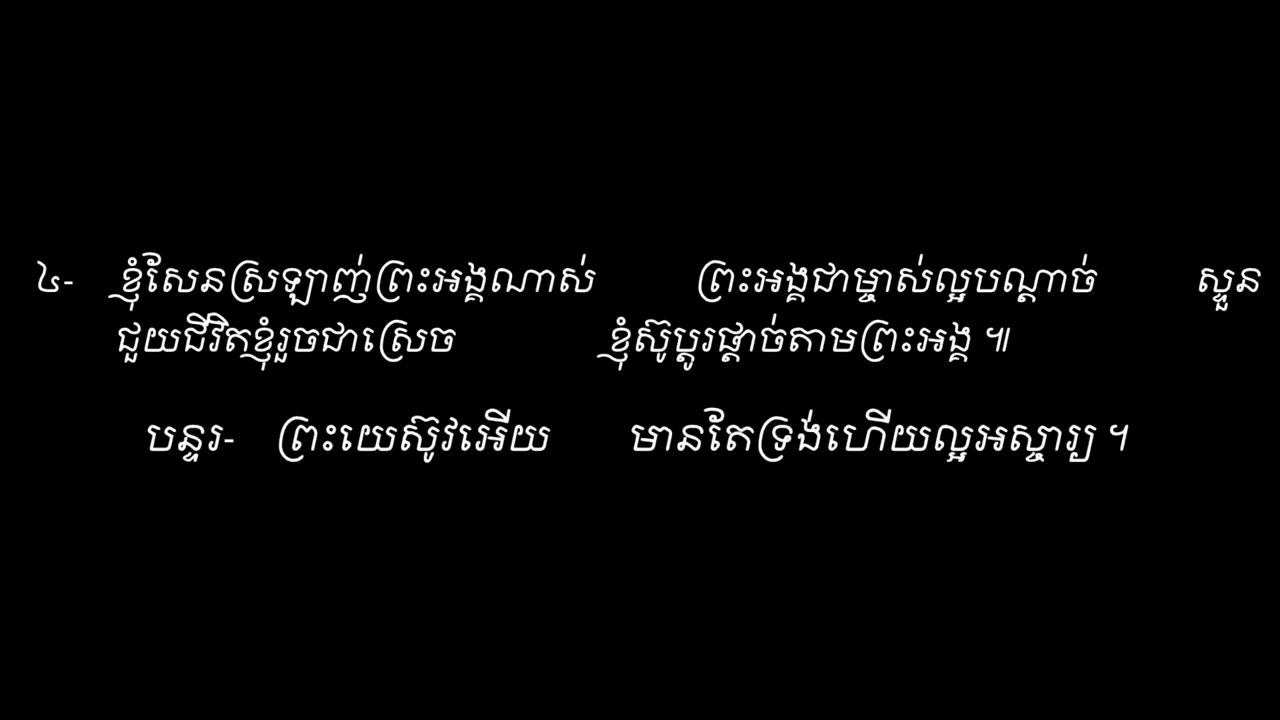 ៤- ខ្ញុំសែនស្រឡាញ់ព្រះអង្គណាស់ ព្រះអង្គជាម្ចាស់ល្អបណ្ដាច់ ស្ទួន
ជួយជីវិតខ្ញុំរួចជាស្រេច ខ្ញុំស៊ូប្ដូរផ្ដាច់តាមព្រះអង្គ ៕
បន្ទរ- ព្រះយេស៊ូវអើយ មានតែទ្រង់ហើយល្អអស្ចារ្យ ។